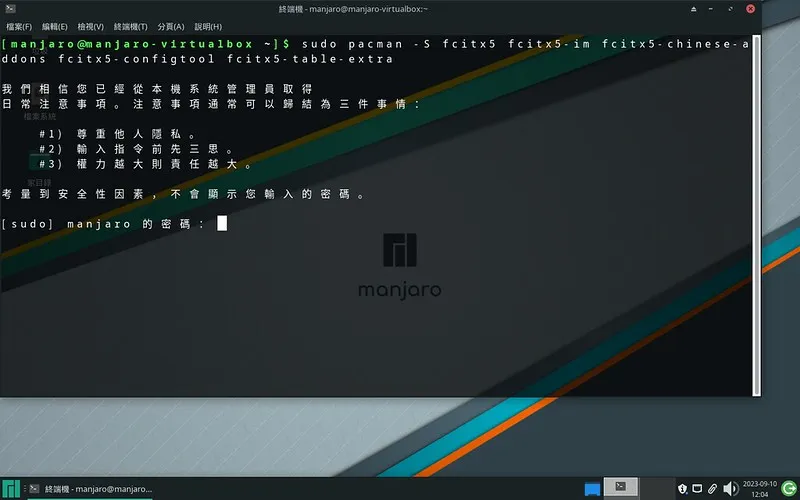 終端機 - manjaro@manjaro-virtualbox:~
檔案(F) 編輯(E) 檢視(V) 終端機(T) 分頁(A) 說明(H)
[manjaro@manjaro-virtualbox ~]$ sudo pacman -S fcitx5 fcitx5-im fcitx5-chinese-a
ddons fcitx5-configtool fcitx5-table-extra
我們相信您已經從本機系統管理員取得
日常注意事項。注意事項通常可以歸結為三件事情：
檔案系統
#1) 尊重他人隱私。
#2) 輸入指令前先三思。
#3) 權力越大則責任越大。
家目錄
考量到安全性因素，不會顯示您輸入的密碼。
[sudo] manjaro 的密碼：
manjaro
終端機 - manjaro@manjaro...
2023-09-10
12:04